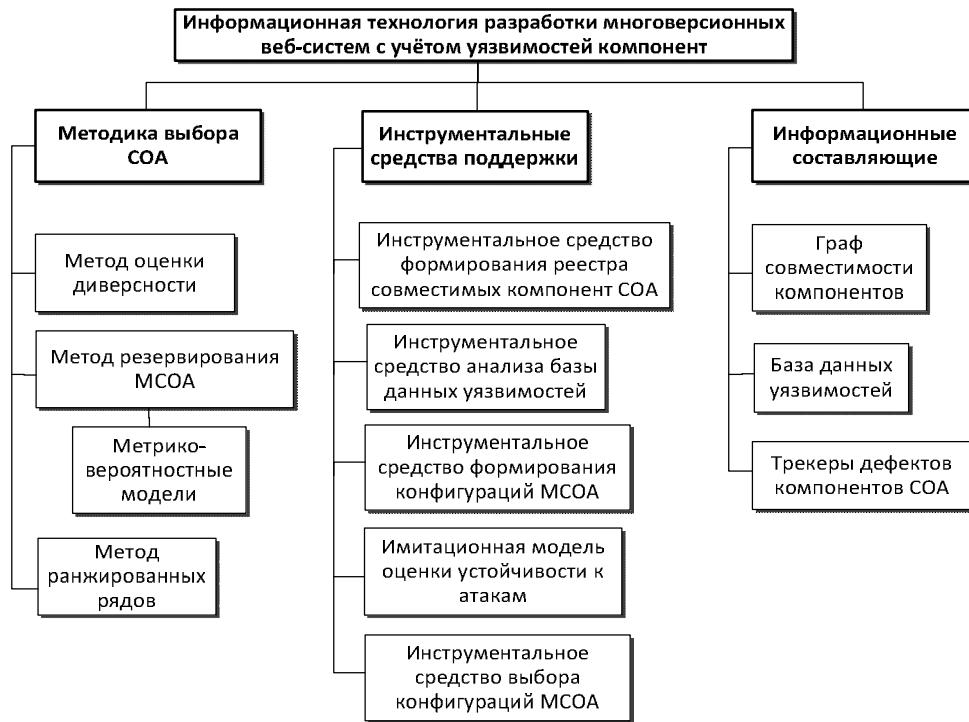 Информационная технология разработки многоверсионных
веб-систем с учётом уязвимостей компонент
Методика выбора
СОА
Метод оценки
диверсности
Метод резервирования
МСОА
Метрико-
вероятностные
модели
Метод
ранжированных
рядов
Инструментальные
средства поддержки
Инструментальное средство
формирования реестра
совместимых компонент СОА
Инструментальное
средство анализа базы
данных уязвимостей
Инструментальное
средство формирования
конфигураций МСОА
Имитационная модель
оценки устойчивости к
атакам
Инструментальное
средство выбора
конфигураций МСОА
Информационные
составляющие
Граф
совместимости
компонентов
База данных
уязвимостей
Трекеры дефектов
компонентов СОА